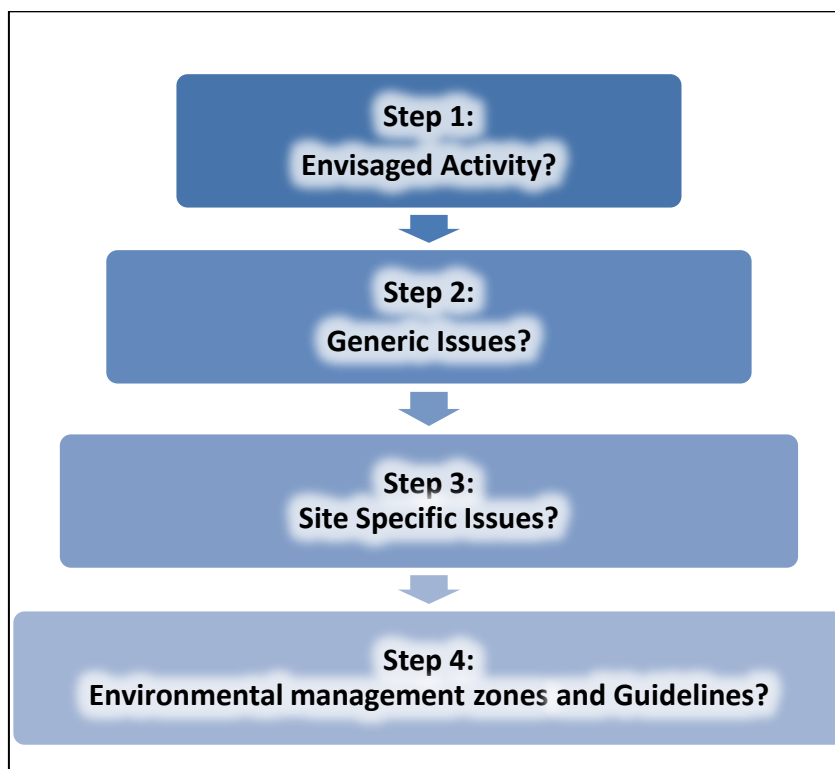 Step 1:
Envisaged Activity?
Step 2:
Generic Issues?
Step 3:
Site Specific Issues?
Step 4:
Environmental management zones and Guidelines?